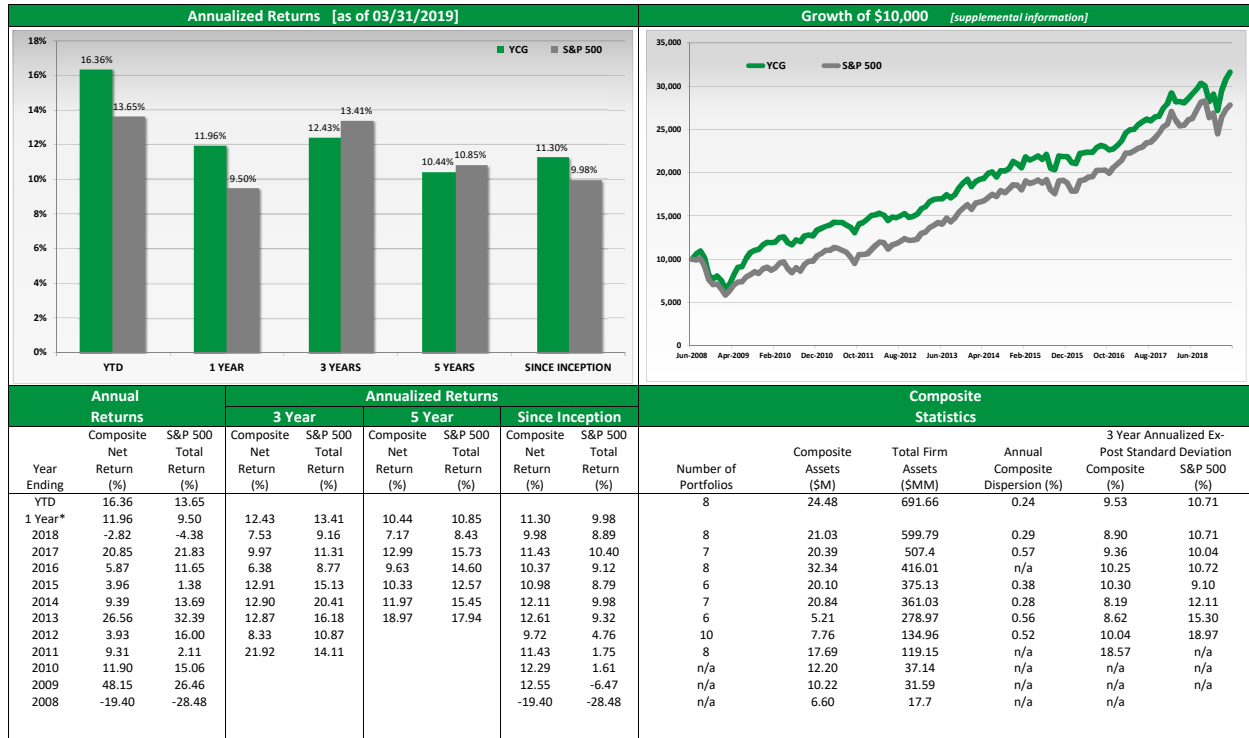 Annualized Returns [as of 03/31/2019]
18%
16%
14%
12%
10%
8%
6%
4%
2%
0%
YCG S&P 500
16.36%
13.65%
11.96%
9.50%
12.43%
13.41%
10.44%
10.85%
11.30%
9.98%
YTD 1 YEAR 3 YEARS 5 YEARS SINCE INCEPTION
Growth of $10,000 [supplemental information]
35,000
30,000
25,000
20,000
15,000
10,000
5,000
0
YCG S&P 500
Jun-2008 Apr-2009 Feb-2010 Dec-2010 Oct-2011 Aug-2012 Jun-2013 Apr-2014 Feb-2015 Dec-2015 Oct-2016 Aug-2017 Jun-2018
Annual Annualized Returns Composite
Returns 3 Year 5 Year Since Inception Statistics
Composite S&P 500 Composite S&P 500 Composite S&P 500 Composite S&P 500 3 Year Annualized Ex-
Net Total Net Total Net Total Net Total Composite Total Firm Annual Post Standard Deviation
Year Return Return Return Return Return Return Return Return Number of Assets Assets Composite Composite S&P 500
Ending (%) (%) (%) (%) (%) (%) (%) (%) Portfolios ($M) ($MM) Dispersion (%) (%) (%)
YTD 16.36 13.65 8 24.48 691.66 0.24 9.53 10.71
1 Year* 11.96 9.50 12.43 13.41 10.44 10.85 11.30 9.98
2018 -2.82 -4.38 7.53 9.16 7.17 8.43 9.98 8.89 8 21.03 599.79 0.29 8.90 10.71
2017 20.85 21.83 9.97 11.31 12.99 15.73 11.43 10.40 7 20.39 507.4 0.57 9.36 10.04
2016 5.87 11.65 6.38 8.77 9.63 14.60 10.37 9.12 8 32.34 416.01 n/a 10.25 10.72
2015 3.96 1.38 12.91 15.13 10.33 12.57 10.98 8.79 6 20.10 375.13 0.38 10.30 9.10
2014 9.39 13.69 12.90 20.41 11.97 15.45 12.11 9.98 7 20.84 361.03 0.28 8.19 12.11
2013 26.56 32.39 12.87 16.18 18.97 17.94 12.61 9.32 6 5.21 278.97 0.56 8.62 15.30
2012 3.93 16.00 8.33 10.87 9.72 4.76 10 7.76 134.96 0.52 10.04 18.97
2011 9.31 2.11 21.92 14.11 11.43 1.75 8 17.69 119.15 n/a 18.57 n/a
2010 11.90 15.06 12.29 1.61 n/a 12.20 37.14 n/a n/a n/a
2009 48.15 26.46 12.55 -6.47 n/a 10.22 31.59 n/a n/a n/a
2008 -19.40 -28.48 -19.40 -28.48 n/a 6.60 17.7 n/a n/a